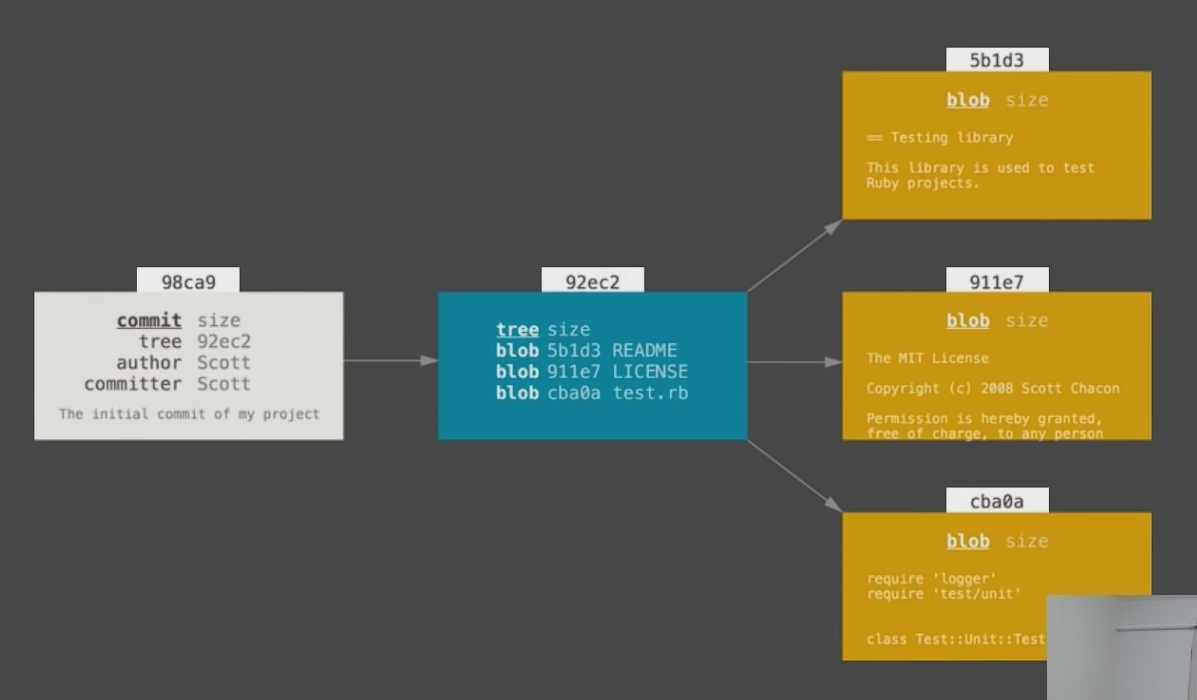 98ca9
commit size
tree 92ec2
author Scott
committer Scott
The initial commit of my project
92ec2
tree size
blob 5b1d3 README
blob 911e7 LICENSE
blob cba0a test.rb
5b1d3
blob size
== Testing library
This library is used to test
Ruby projects.
911e7
blob size
The MIT License
Copyright (c) 2008 Scott Chacon
Permission is hereby granted,
free of charge, to any person
cba0a
blob size
require 'logger'
require 'test/unit'
class Test::Unit::Test